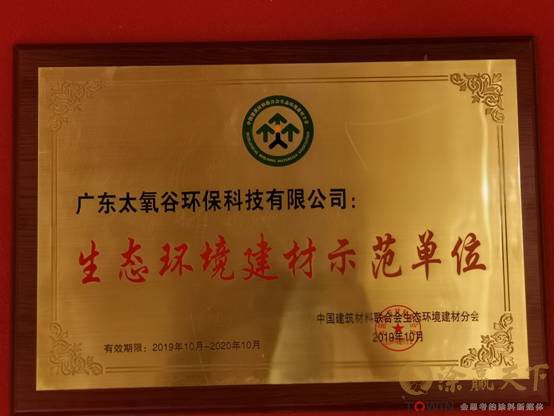 广东太氧谷环保科技有限公司：
生态环境建材示范单位
中国建筑材料联合会生态环境建材分会
2019年10月
有效期限：2019年10月-2020年10月
涂赢天下